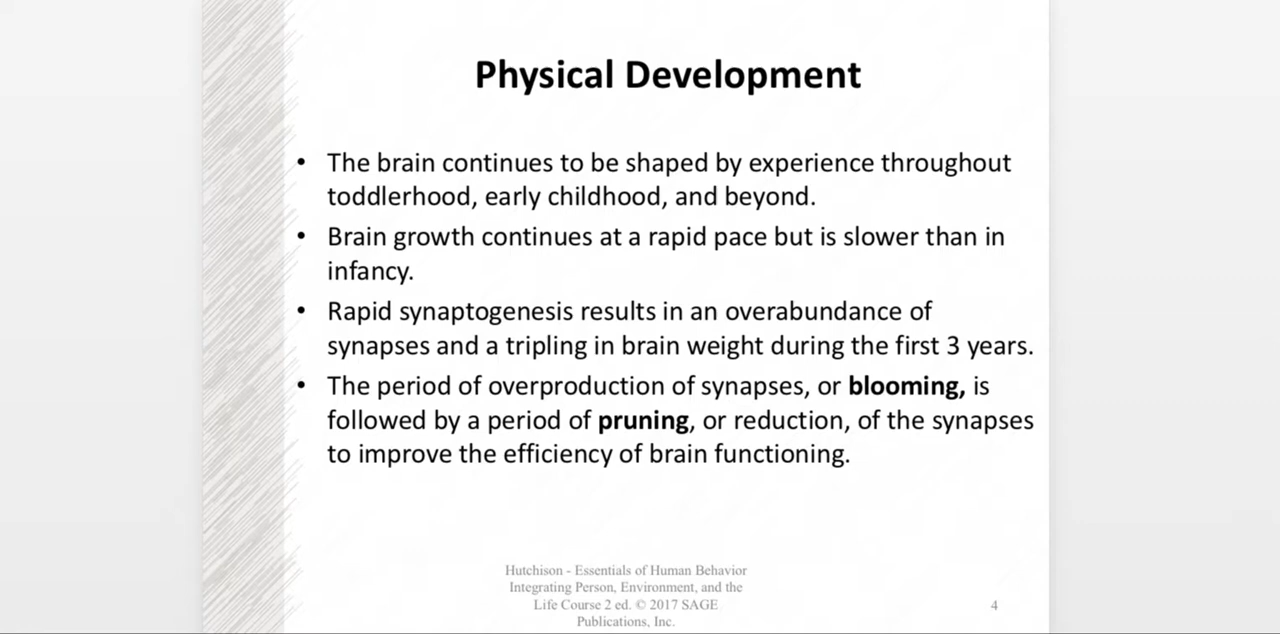 Physical Development
• The brain continues to be shaped by experience throughout
toddlerhood, early childhood, and beyond.
• Brain growth continues at a rapid pace but is slower than in
infancy.
• Rapid synaptogenesis results in an overabundance of
synapses and a tripling in brain weight during the first 3 years.
• The period of overproduction of synapses, or blooming, is
followed by a period of pruning, or reduction, of the synapses
to improve the efficiency of brain functioning.
Hutchison - Essentials of Human Behavior
Integrating Person, Environment, and the
Life Course 2 ed. © 2017 SAGE
Publications, Inc.
4